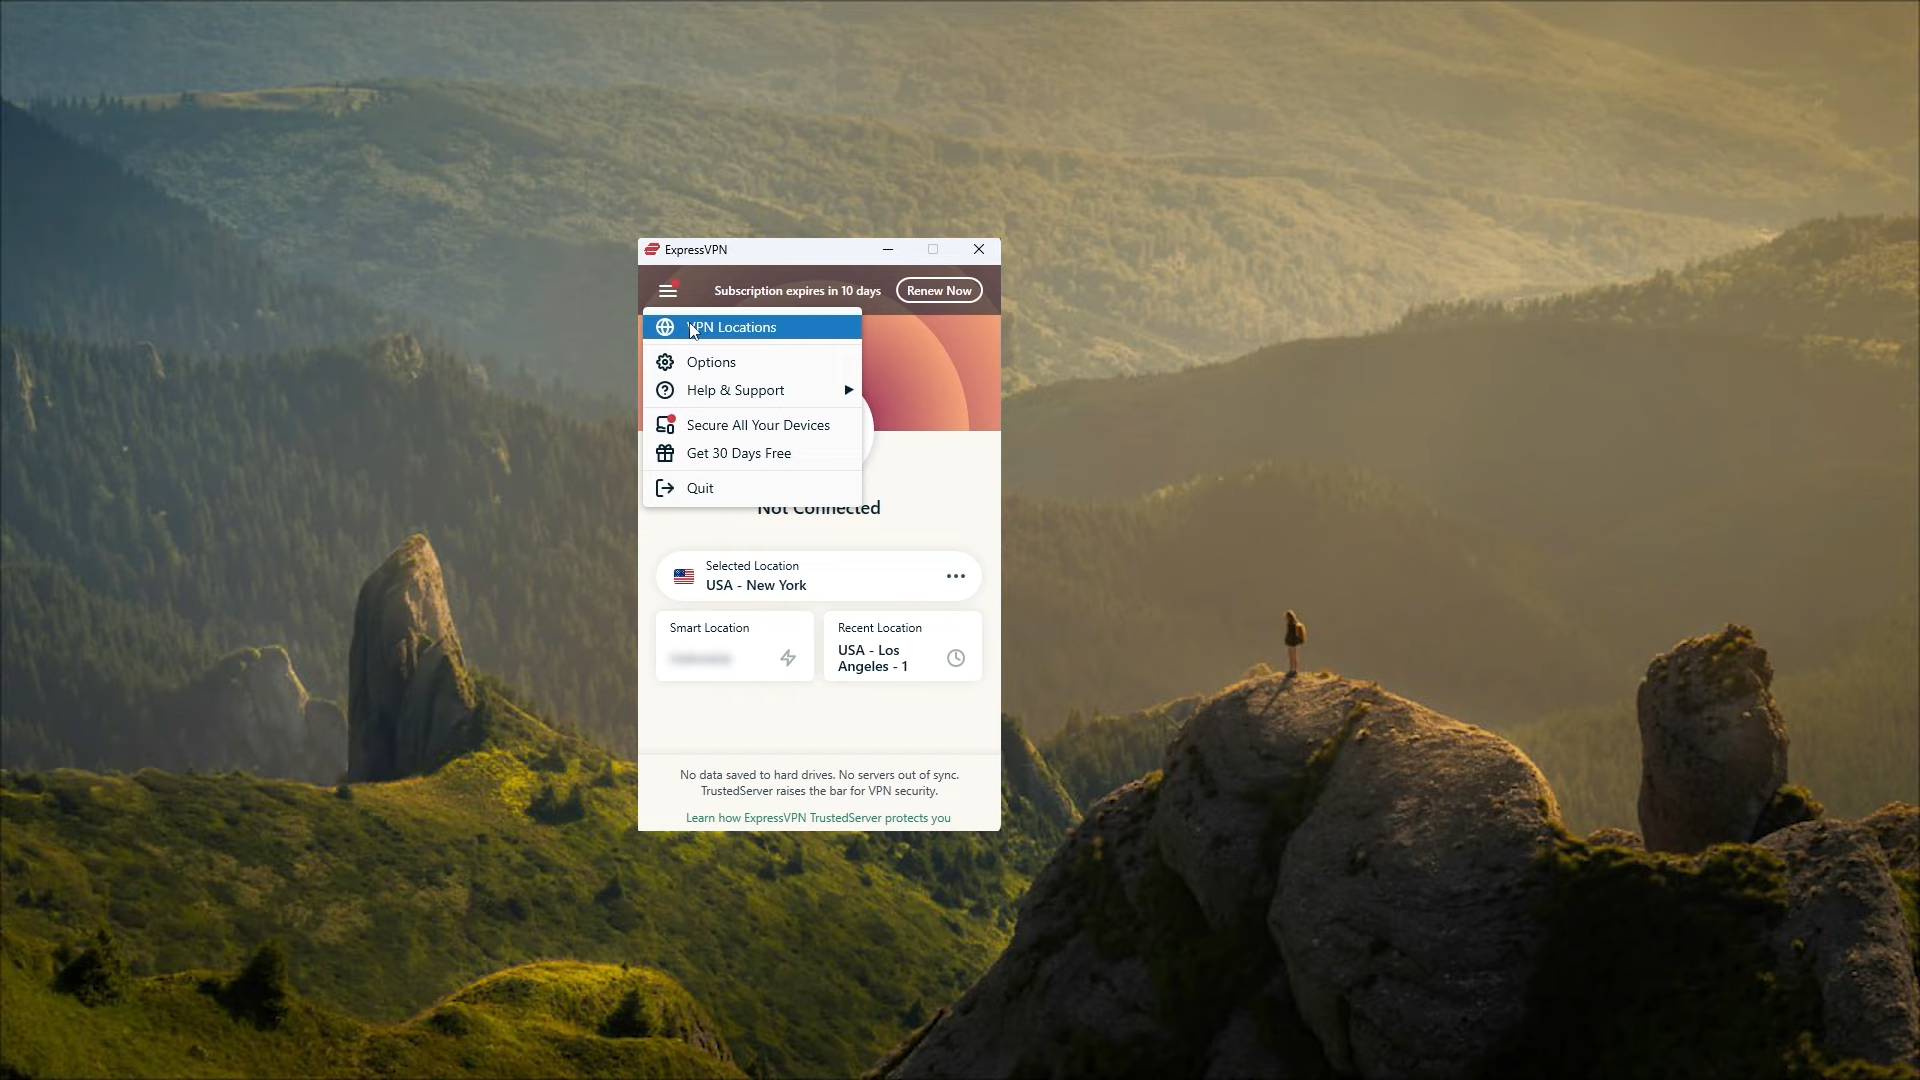 ExpressVPN
Subscription expires in 10 days
Renew Now
VPN Locations
Options
Help & Support
Secure All Your Devices
Get 30 Days Free
Quit
Not Connected
Selected Location
USA - New York
Smart Location
Recent Location
USA - Los
Angeles - 1
No data saved to hard drives. No servers out of sync.
TrustedServer raises the bar for VPN security.
Learn how ExpressVPN TrustedServer protects you